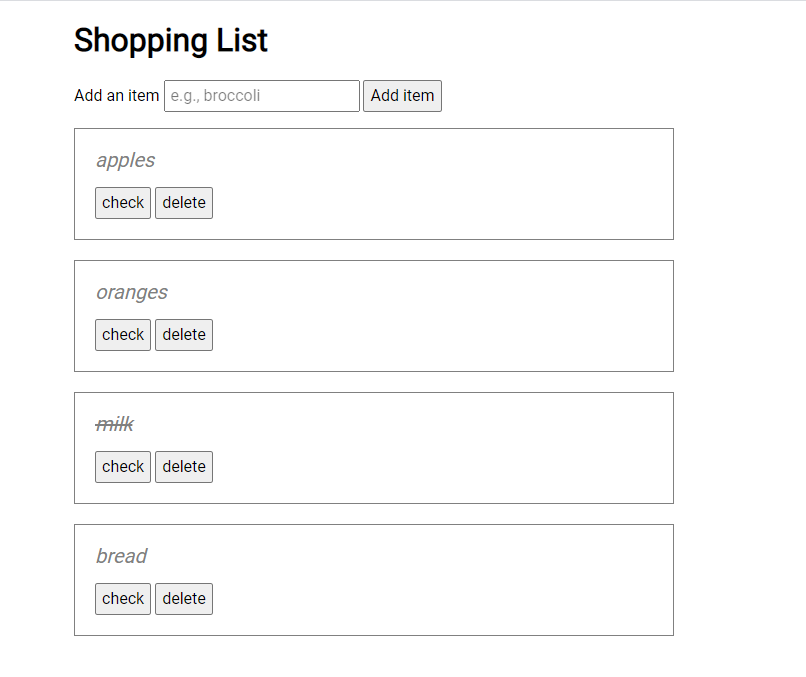 Shopping List
Add an item e.g., broccoli Add item
apples
check delete
oranges
check delete
milk
check delete
bread
check delete